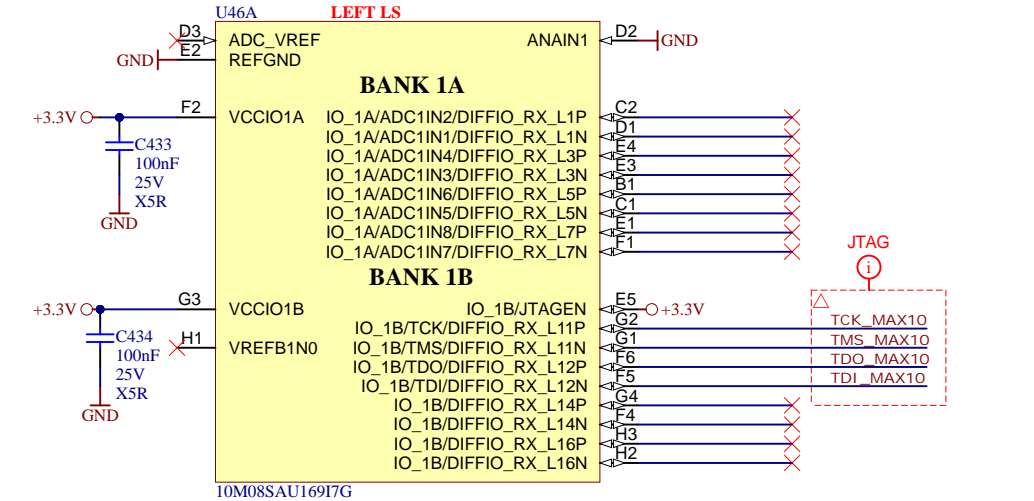 U46A LEFT LS
D3 ADC_VREF ANAIN1 D2 GND
GND E2 REFGND
BANK 1A
+3.3V F2 VCCIO1A IO_1A/ADC1IN2/DIFFIO_RX_L1P C2
IO_1A/ADC1IN1/DIFFIO_RX_L1N D1
C433 IO_1A/ADC1IN4/DIFFIO_RX_L3P E4
100nF IO_1A/ADC1IN3/DIFFIO_RX_L3N E3
25V IO_1A/ADC1IN6/DIFFIO_RX_L5P B1
X5R IO_1A/ADC1IN5/DIFFIO_RX_L5N C1
GND IO_1A/ADC1IN8/DIFFIO_RX_L7P E1
IO_1A/ADC1IN7/DIFFIO_RX_L7N F1
JTAG
i
BANK 1B
+3.3V G3 VCCIO1B IO_1B/JTAGEN E5 +3.3V
IO_1B/TCK/DIFFIO_RX_L11P G2 TCK_MAX10
C434 H1 VREFB1N0 IO_1B/TMS/DIFFIO_RX_L11N G1 TMS_MAX10
100nF IO_1B/TDO/DIFFIO_RX_L12P F6 TDO_MAX10
25V IO_1B/TDI/DIFFIO_RX_L12N F5 TDI_MAX10
X5R IO_1B/DIFFIO_RX_L14P G4
GND IO_1B/DIFFIO_RX_L14N F4
IO_1B/DIFFIO_RX_L16P H3
IO_1B/DIFFIO_RX_L16N H2
10M08SAU169I7G